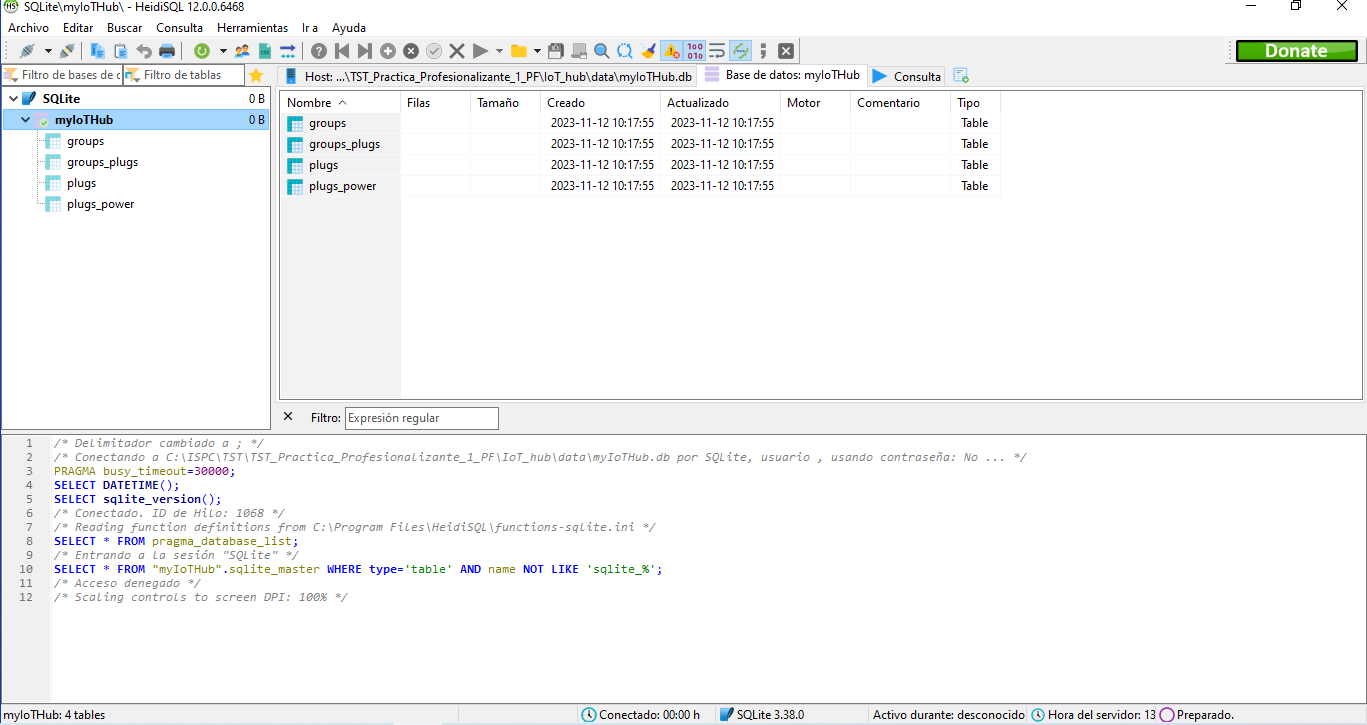 SQLite\myIoTHub\ - HeidiSQL 12.0.0.6468
Archivo Editar Buscar Consulta Herramientas Ir a Ayuda
Donate
Filtro de bases de c Filtro de tablas
Host: ...\TST_Practica_Profesionalizante_1_PF\IoT_hub\data\myIoTHub.db Base de datos: myIoTHub Consulta
SQLite 0 B
myIoTHub 0 B
groups
groups_plugs
plugs
plugs_power
Nombre Filas Tamaño Creado Actualizado Motor Comentario Tipo
groups 2023-11-12 10:17:55 2023-11-12 10:17:55 Table
groups_plugs 2023-11-12 10:17:55 2023-11-12 10:17:55 Table
plugs 2023-11-12 10:17:55 2023-11-12 10:17:55 Table
plugs_power 2023-11-12 10:17:55 2023-11-12 10:17:55 Table
Filtro: Expresión regular
1 /* Delimitador cambiado a ; */
2 /* Conectando a C:\ISPC\TST\TST_Practica_Profesionalizante_1_PF\IoT_hub\data\myIoTHub.db por SQLite, usuario , usando contraseña: No ... */
3 PRAGMA busy_timeout=30000;
4 SELECT DATETIME();
5 SELECT sqlite_version();
6 /* Conectado. ID de Hilo: 1068 */
7 /* Reading function definitions from C:\Program Files\HeidiSQL\functions-sqlite.ini */
8 SELECT * FROM pragma_database_list;
9 /* Entrando a la sesión "SQLite" */
10 SELECT * FROM "myIoTHub".sqlite_master WHERE type='table' AND name NOT LIKE 'sqlite_%';
11 /* Acceso denegado */
12 /* Scaling controls to screen DPI: 100% */
myIoTHub: 4 tables Conectado: 00:00 h SQLite 3.38.0 Activo durante: desconocido Hora del servidor: 13 Preparado.